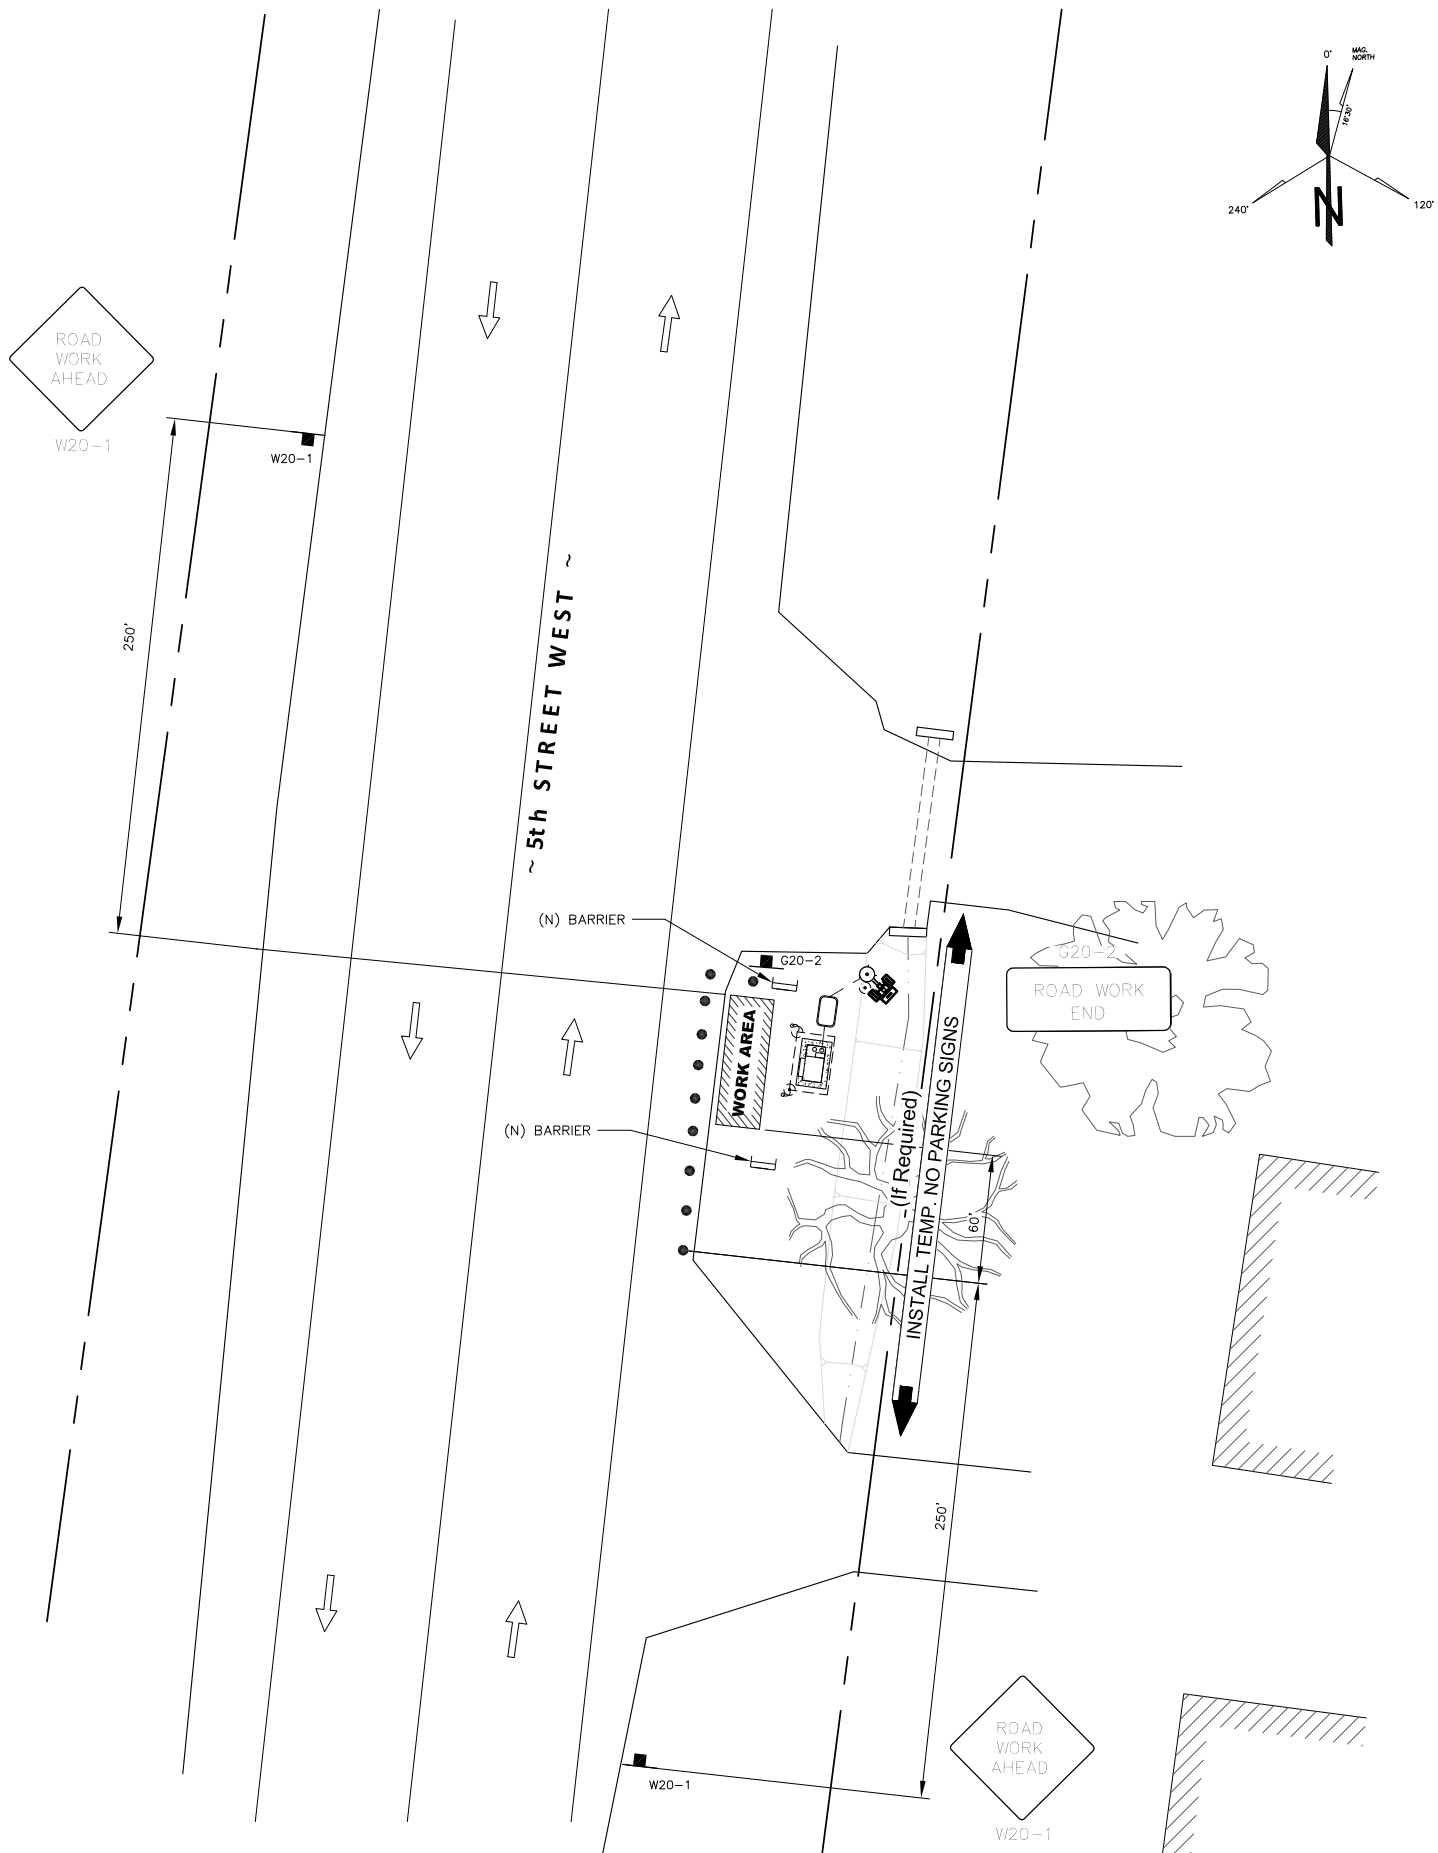 0°
MAG.
NORTH
16°30'
N
240°
120°
ROAD
WORK
AHEAD
W20-1
W20-1
250'
~ 5th STREET WEST ~
(N) BARRIER
G20-2
G20-2
ROAD WORK
END
WORK AREA
(N) BARRIER
(If Required)
INSTALL TEMP. NO PARKING SIGNS
60'
250'
W20-1
ROAD
WORK
AHEAD
W20-1